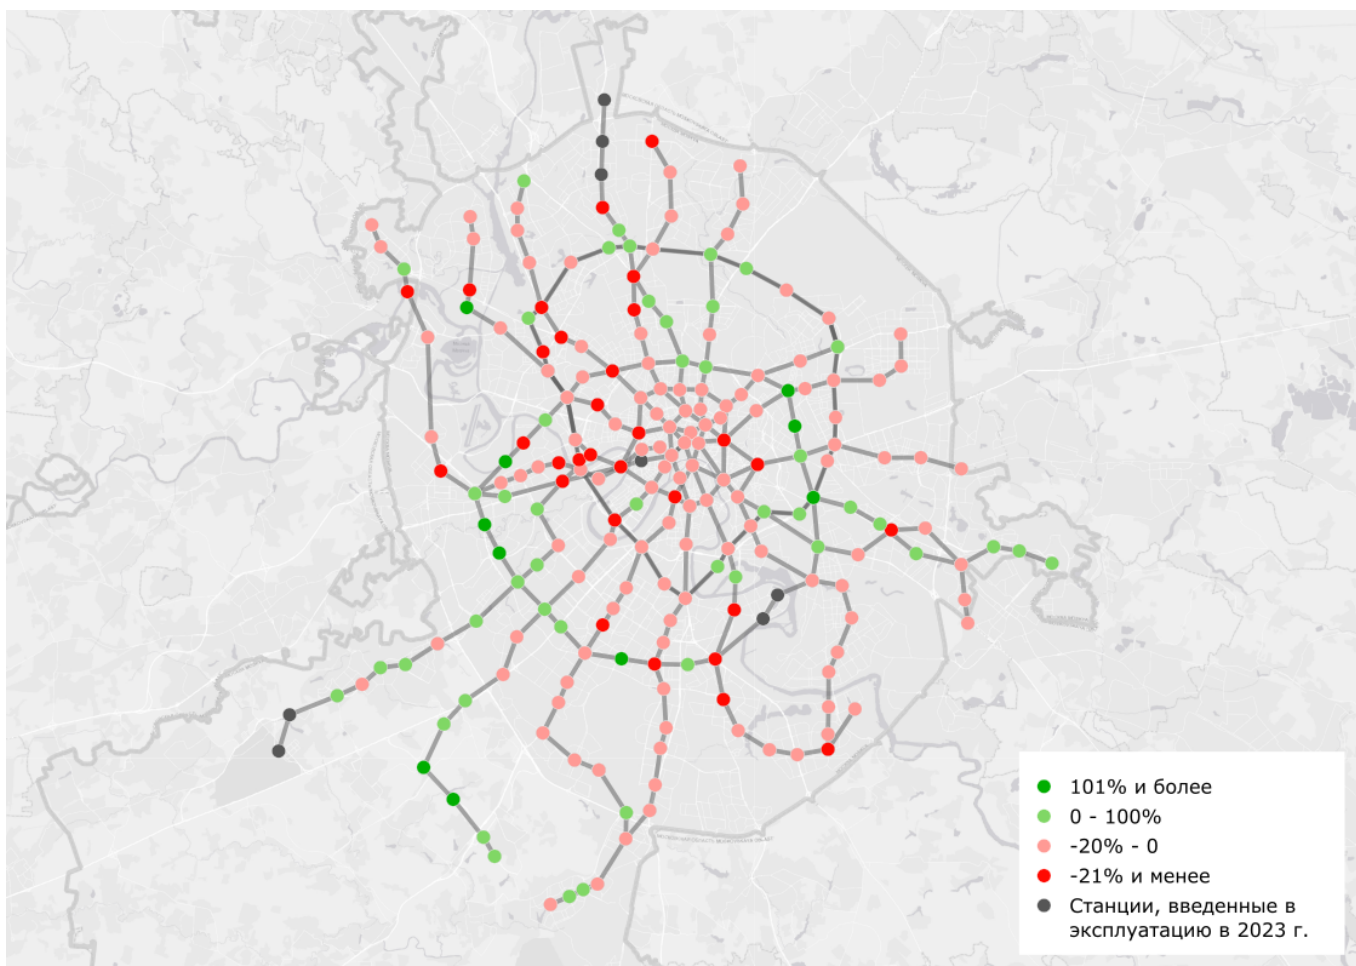 101% и более
0 - 100%
-20% - 0
-21% и менее
Станции, введенные в
эксплуатацию в 2023 г.